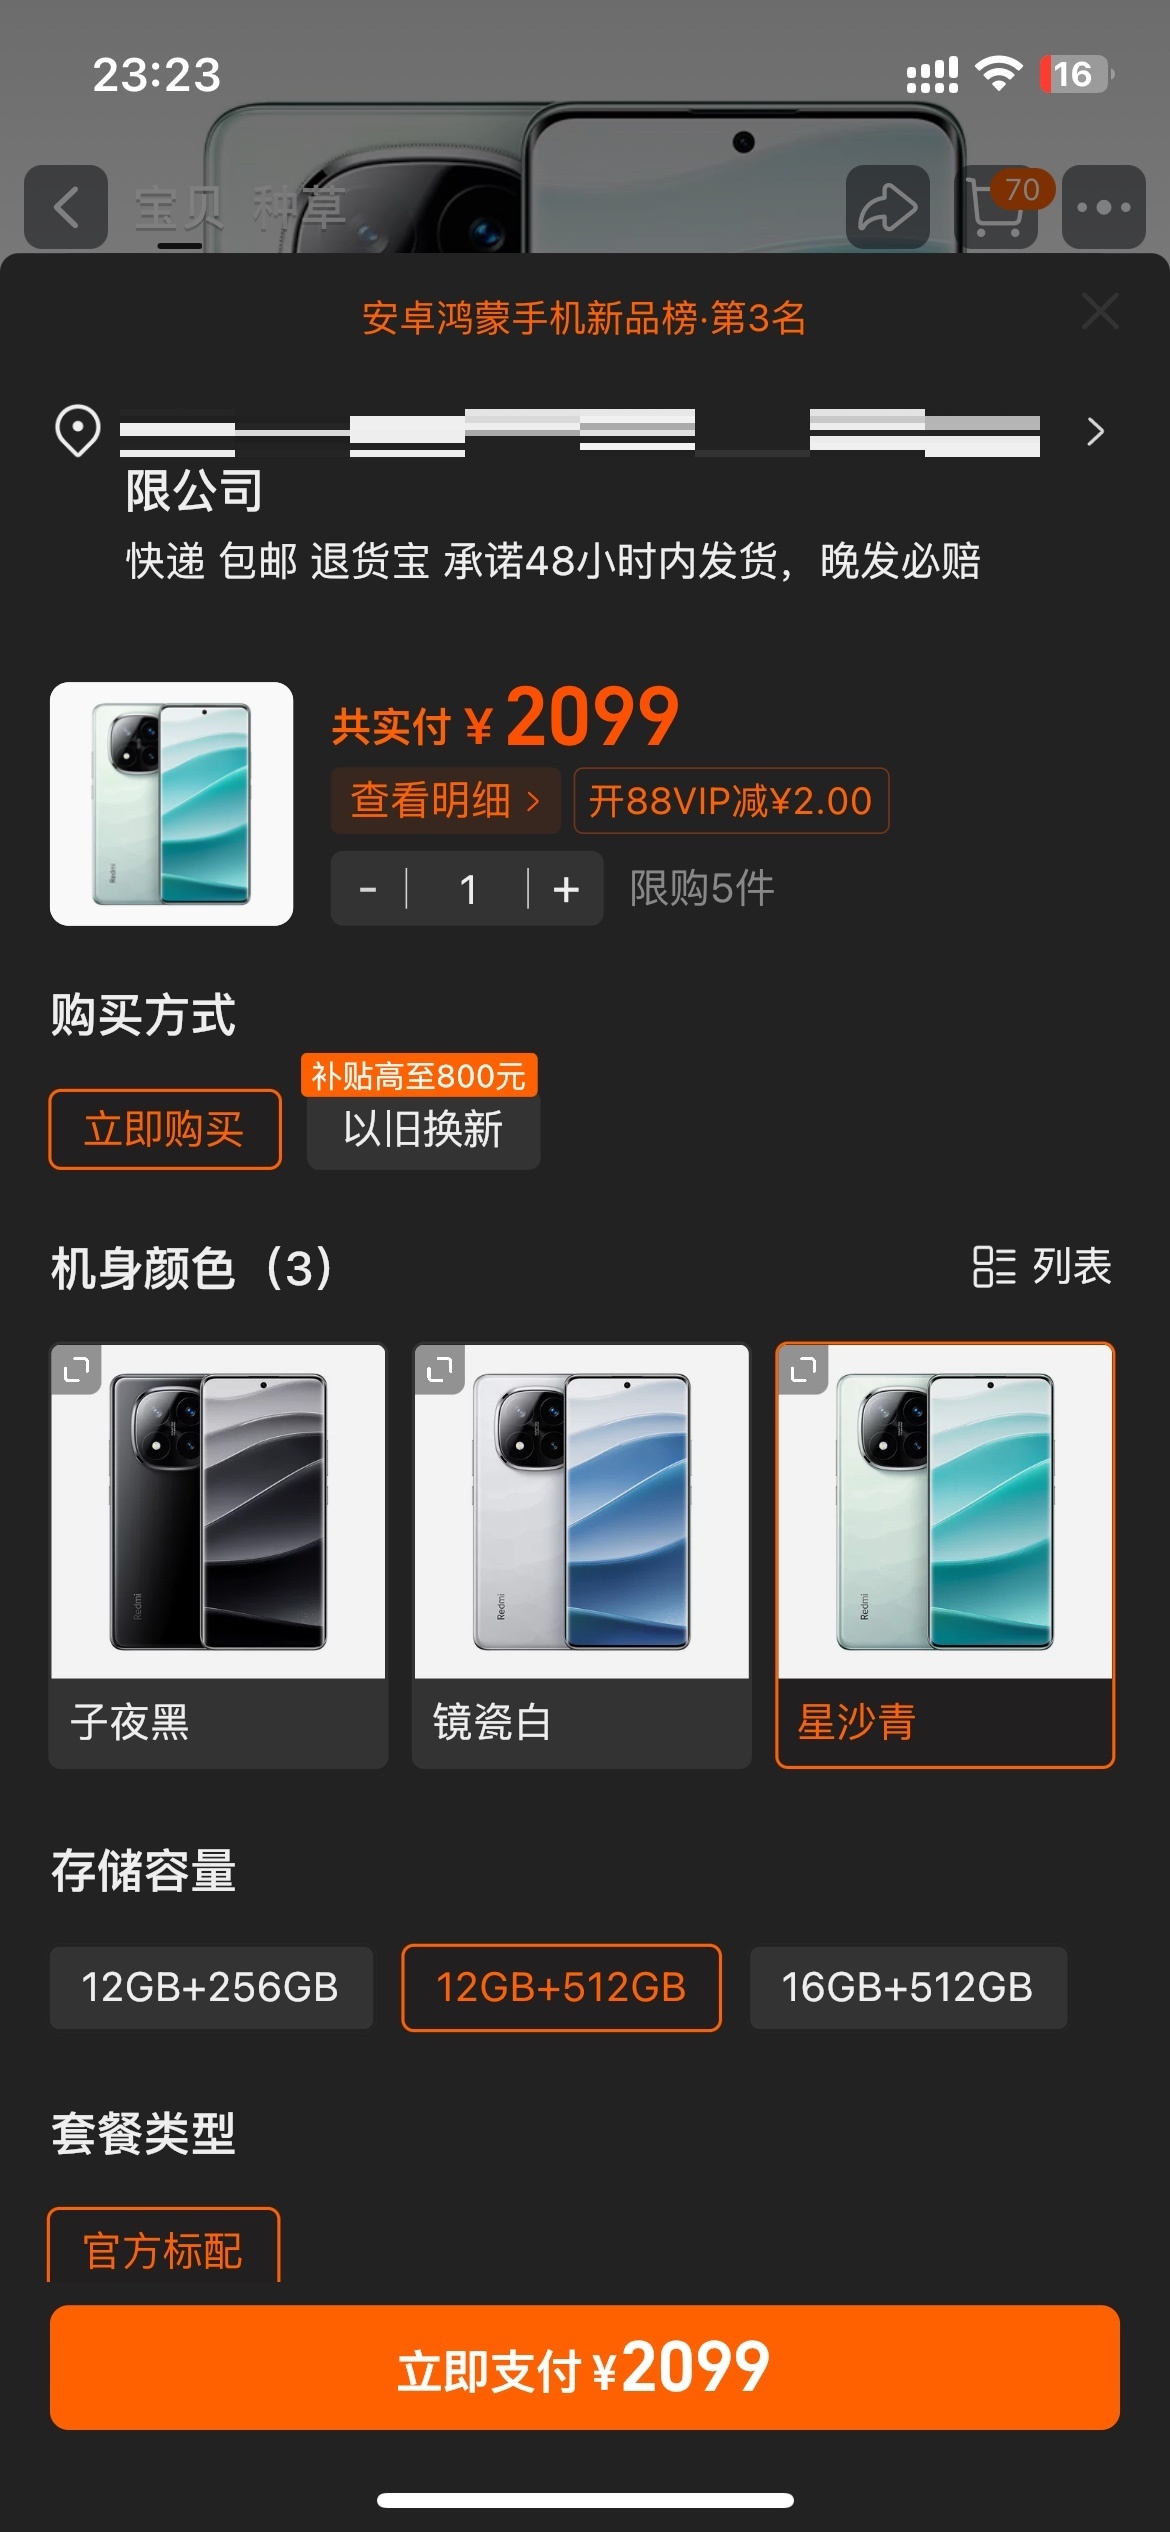 23:23
16
宝贝 种草
70
安卓鸿蒙手机新品榜·第3名
限公司
快递 包邮 退货宝 承诺48小时内发货，晚发必赔
共实付 ¥ 2099
查看明细 >
开88VIP减¥2.00
- 1 +
限购5件
购买方式
补贴高至800元
立即购买
以旧换新
机身颜色（3）
列表
Redmi
Redmi
Redmi
子夜黑
镜瓷白
星沙青
存储容量
12GB+256GB
12GB+512GB
16GB+512GB
套餐类型
官方标配
立即支付 ¥2099